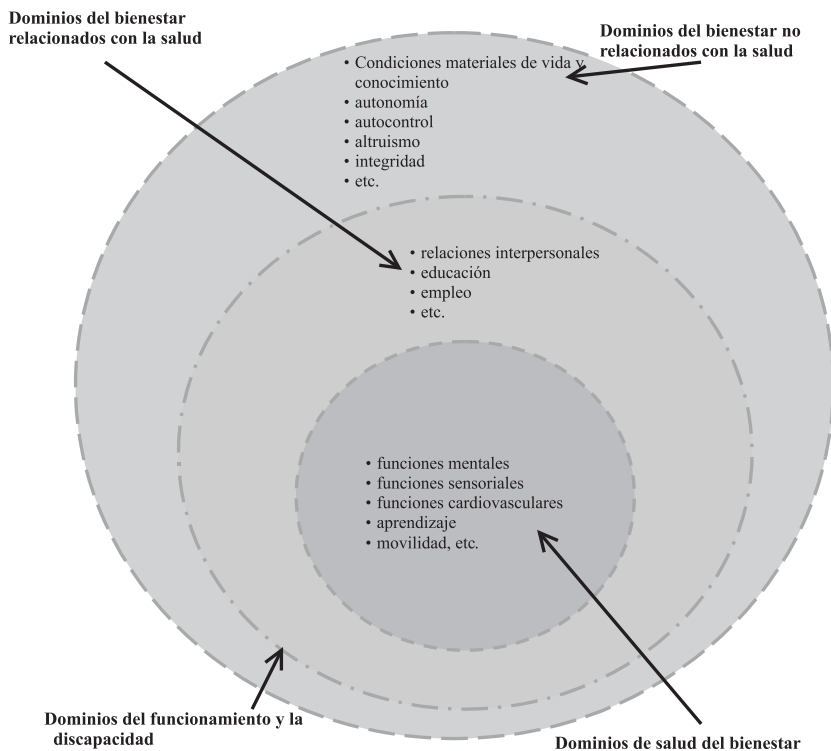 Dominios del bienestar
relacionados con la salud
Dominios del bienestar no
relacionados con la salud
• Condiciones materiales de vida y
conocimiento
• autonomía
• autocontrol
• altruismo
• integridad
• etc.
• relaciones interpersonales
• educación
• empleo
• etc.
• funciones mentales
• funciones sensoriales
• funciones cardiovasculares
• aprendizaje
• movilidad, etc.
Dominios del funcionamiento y la
discapacidad
Dominios de salud del bienestar